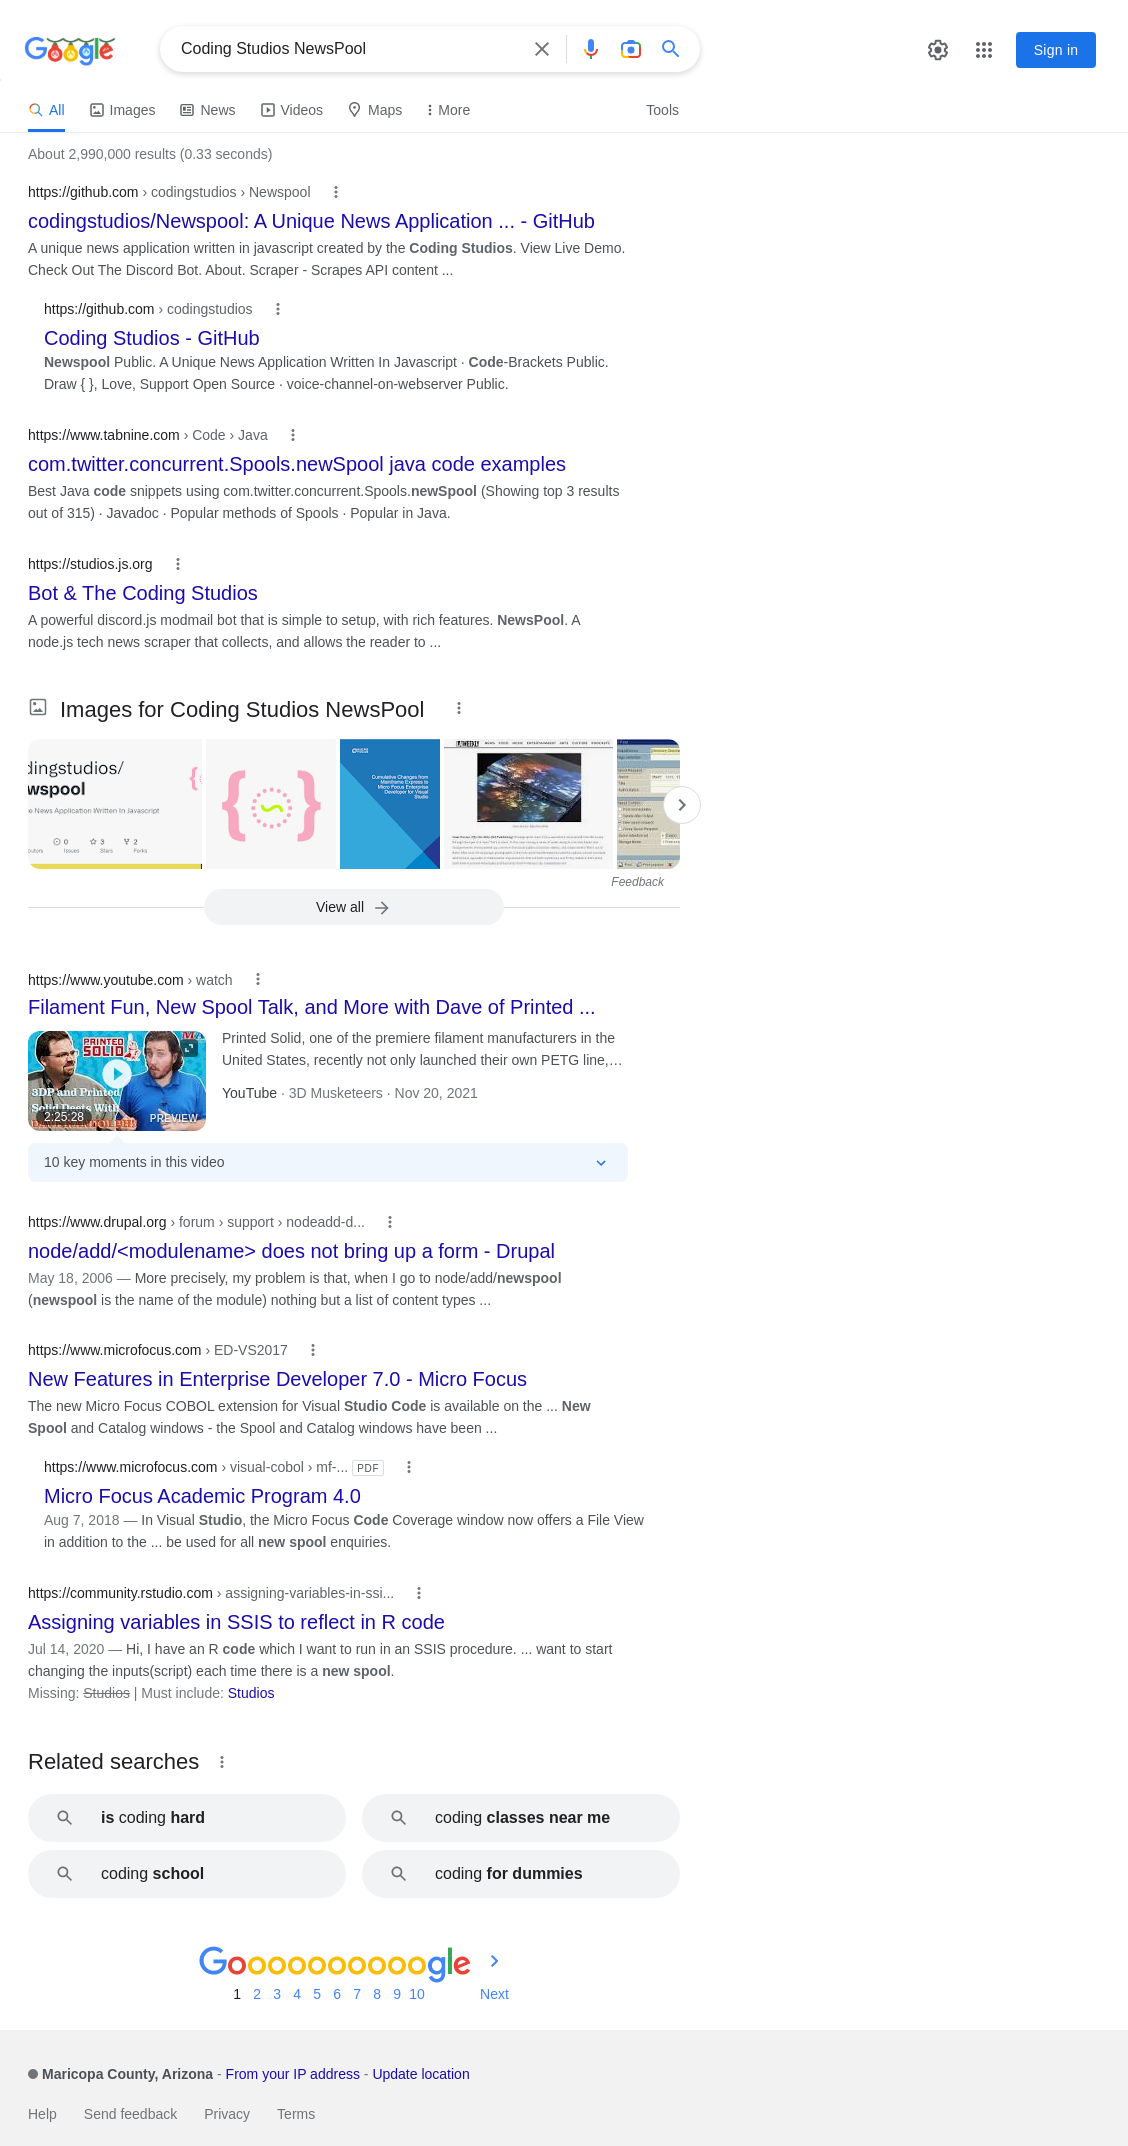 Google
Coding Studios NewsPool
Sign in
All
Images
News
Videos
Maps
More
Tools
About 2,990,000 results (0.33 seconds)
https://github.com › codingstudios › Newspool
codingstudios/Newspool: A Unique News Application ... - GitHub
A unique news application written in javascript created by the Coding Studios. View Live Demo.
Check Out The Discord Bot. About. Scraper - Scrapes API content ...
https://github.com › codingstudios
Coding Studios - GitHub
Newspool Public. A Unique News Application Written In Javascript · Code-Brackets Public.
Draw { }, Love, Support Open Source · voice-channel-on-webserver Public.
https://www.tabnine.com › Code › Java
com.twitter.concurrent.Spools.newSpool java code examples
Best Java code snippets using com.twitter.concurrent.Spools.newSpool (Showing top 3 results
out of 315) · Javadoc · Popular methods of Spools · Popular in Java.
https://studios.js.org
Bot & The Coding Studios
A powerful discord.js modmail bot that is simple to setup, with rich features. NewsPool. A
node.js tech news scraper that collects, and allows the reader to ...
Images for Coding Studios NewsPool
dingstudios/
wspool
e News Application Written In Javascript
0
Issues
3
Stars
2
Forks
Cumulative Changes from
Mainframe Express to
Micro Focus Enterprise
Developer for Visual
Studio
Feedback
View all
https://www.youtube.com › watch
Filament Fun, New Spool Talk, and More with Dave of Printed ...
PRINTED
SOLID
3DP and Printed
Solid Deets With
2:25:28
PREVIEW
Printed Solid, one of the premiere filament manufacturers in the
United States, recently not only launched their own PETG line,…
YouTube · 3D Musketeers · Nov 20, 2021
10 key moments in this video
https://www.drupal.org › forum › support › nodeadd-d...
node/add/<modulename> does not bring up a form - Drupal
May 18, 2006 — More precisely, my problem is that, when I go to node/add/newspool
(newspool is the name of the module) nothing but a list of content types ...
https://www.microfocus.com › ED-VS2017
New Features in Enterprise Developer 7.0 - Micro Focus
The new Micro Focus COBOL extension for Visual Studio Code is available on the ... New
Spool and Catalog windows - the Spool and Catalog windows have been ...
https://www.microfocus.com › visual-cobol › mf-... PDF
Micro Focus Academic Program 4.0
Aug 7, 2018 — In Visual Studio, the Micro Focus Code Coverage window now offers a File View
in addition to the ... be used for all new spool enquiries.
https://community.rstudio.com › assigning-variables-in-ssi...
Assigning variables in SSIS to reflect in R code
Jul 14, 2020 — Hi, I have an R code which I want to run in an SSIS procedure. ... want to start
changing the inputs(script) each time there is a new spool.
Missing: Studios | Must include: Studios
Related searches
is coding hard
coding classes near me
coding school
coding for dummies
Goooooooooogle
1 2 3 4 5 6 7 8 9 10 Next
Maricopa County, Arizona - From your IP address - Update location
Help Send feedback Privacy Terms